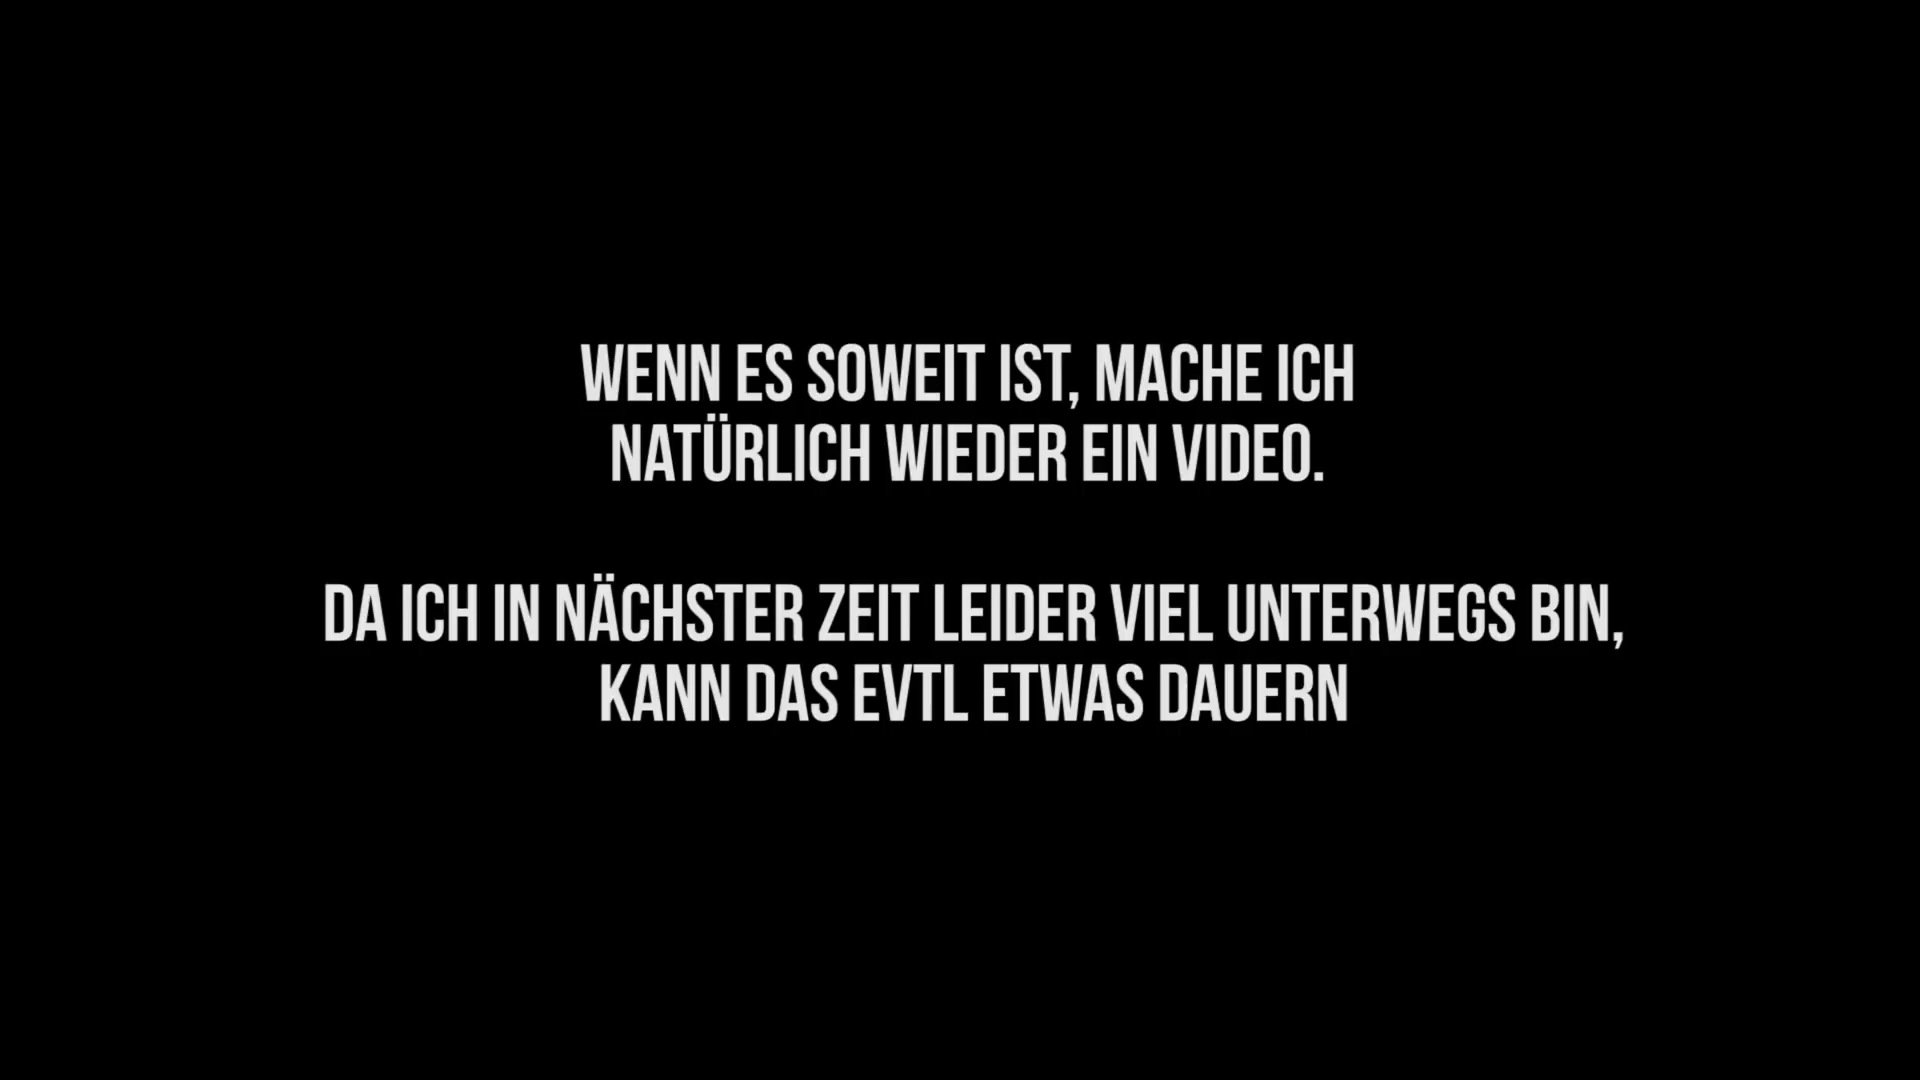 WENN ES SOWEIT IST, MACHE ICH
NATÜRLICH WIEDER EIN VIDEO.
DA ICH IN NÄCHSTER ZEIT LEIDER VIEL UNTERWEGS BIN,
KANN DAS EVTL ETWAS DAUERN